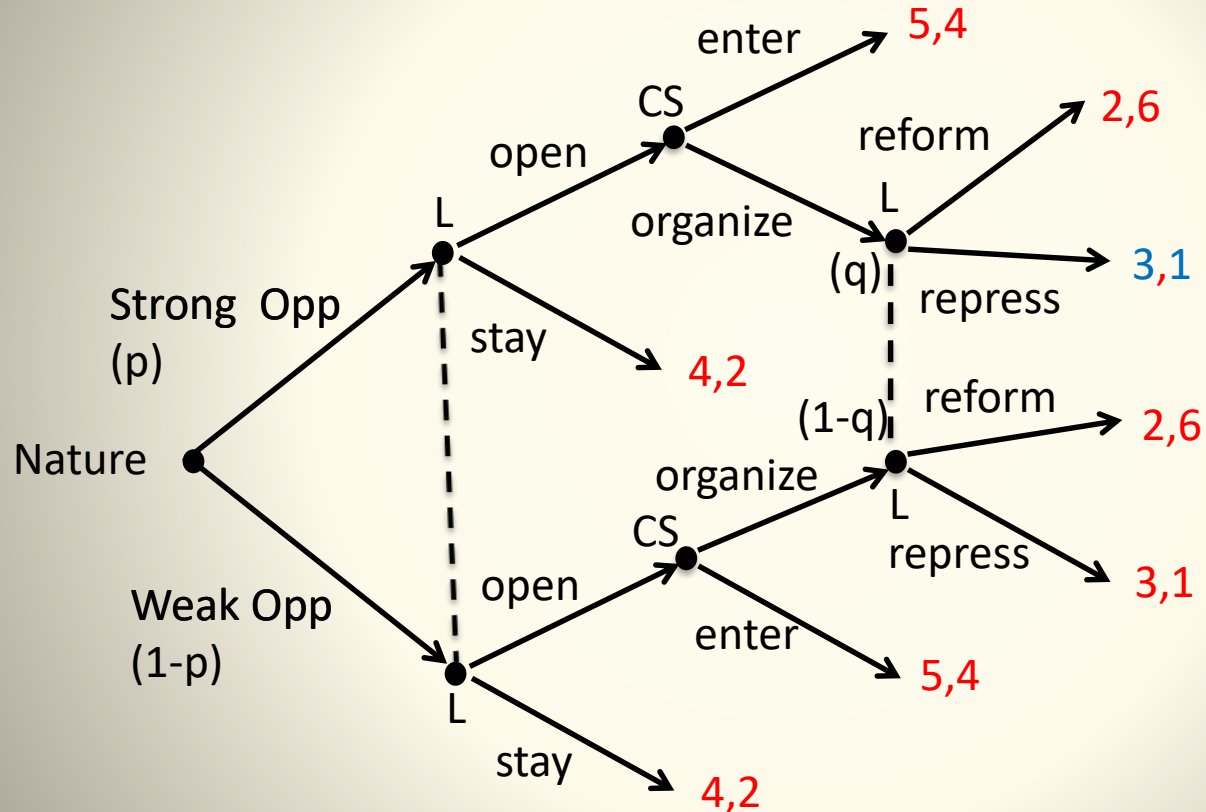 enter
5,4
CS
open
reform
2,6
L
organize
L
(q)
3,1
repress
Strong Opp
(p)
stay
4,2
Nature
(1-q)
reform
2,6
organize
L
CS
repress
3,1
open
Weak Opp
(1-p)
enter
5,4
L
stay
4,2